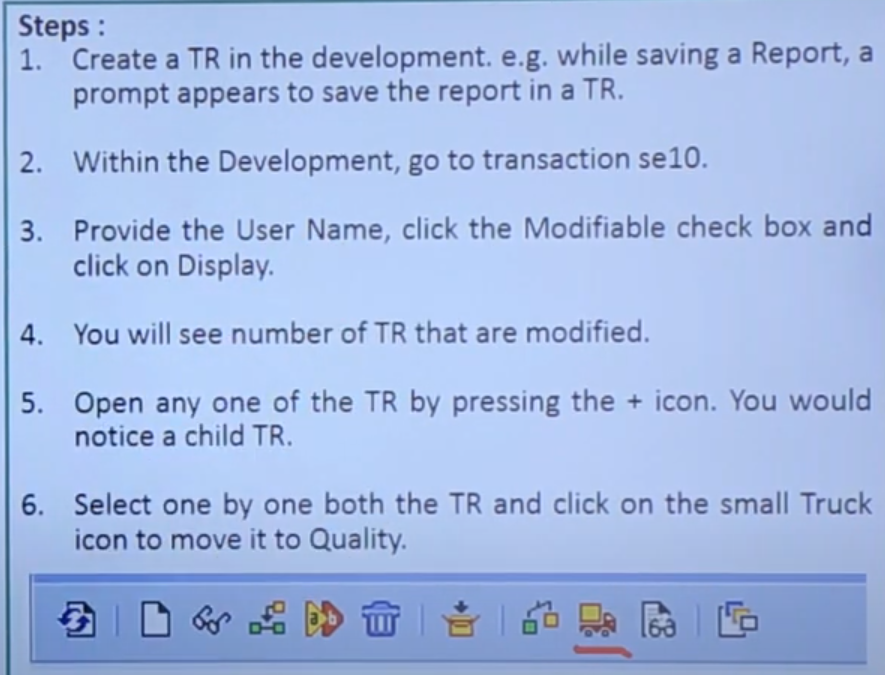 Steps :
1. Create a TR in the development. e.g. while saving a Report, a
prompt appears to save the report in a TR.
2. Within the Development, go to transaction se10.
3. Provide the User Name, click the Modifiable check box and
click on Display.
4. You will see number of TR that are modified.
5. Open any one of the TR by pressing the + icon. You would
notice a child TR.
6. Select one by one both the TR and click on the small Truck
icon to move it to Quality.
a b